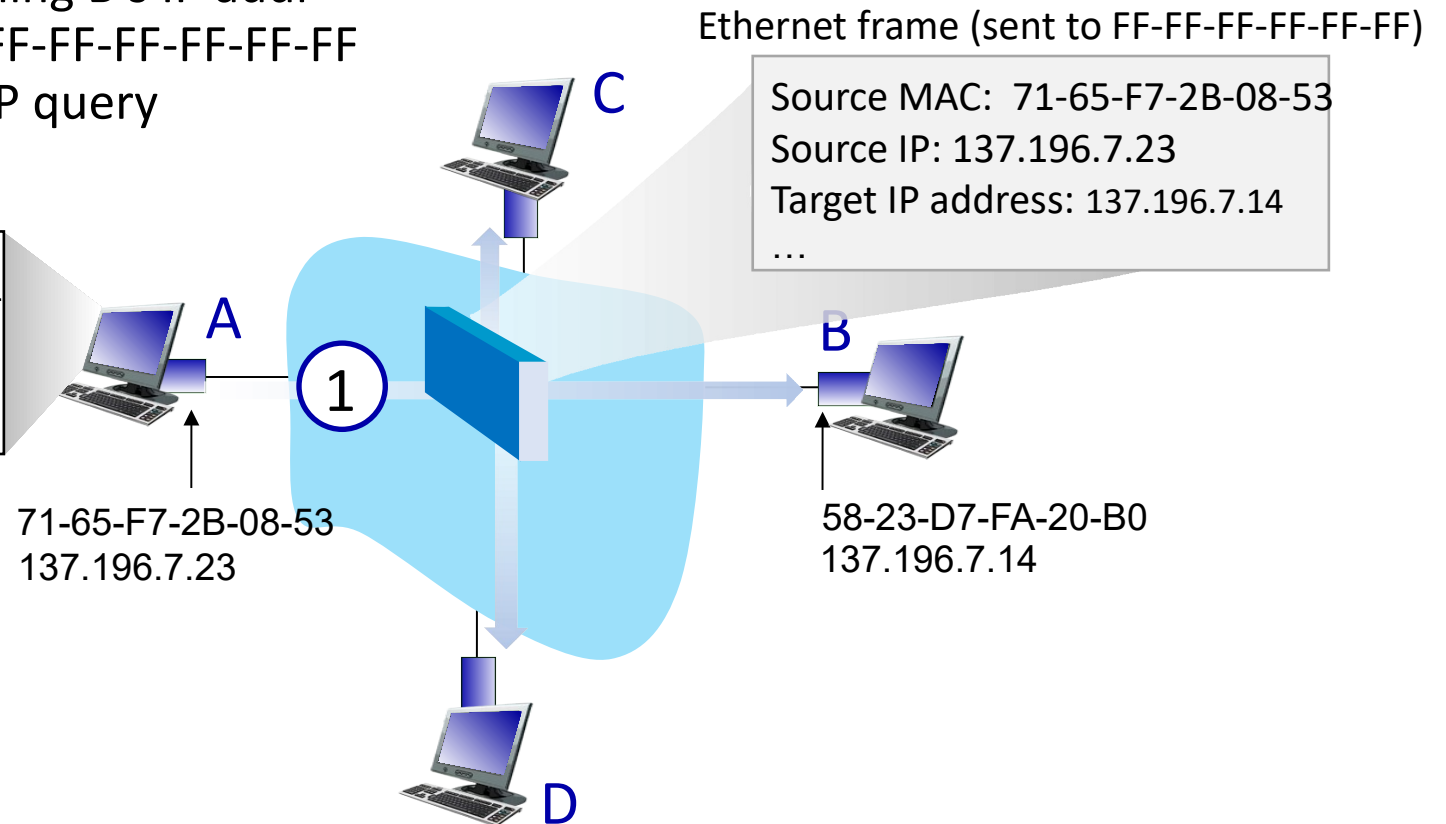 FF-FF-FF-FF-FF-FF
query
Ethernet frame (sent to FF-FF-FF-FF-FF-FF)
Source MAC: 71-65-F7-2B-08-53
Source IP: 137.196.7.23
Target IP address: 137.196.7.14
…
C
A
B
1
71-65-F7-2B-08-53
137.196.7.23
58-23-D7-FA-20-B0
137.196.7.14
D